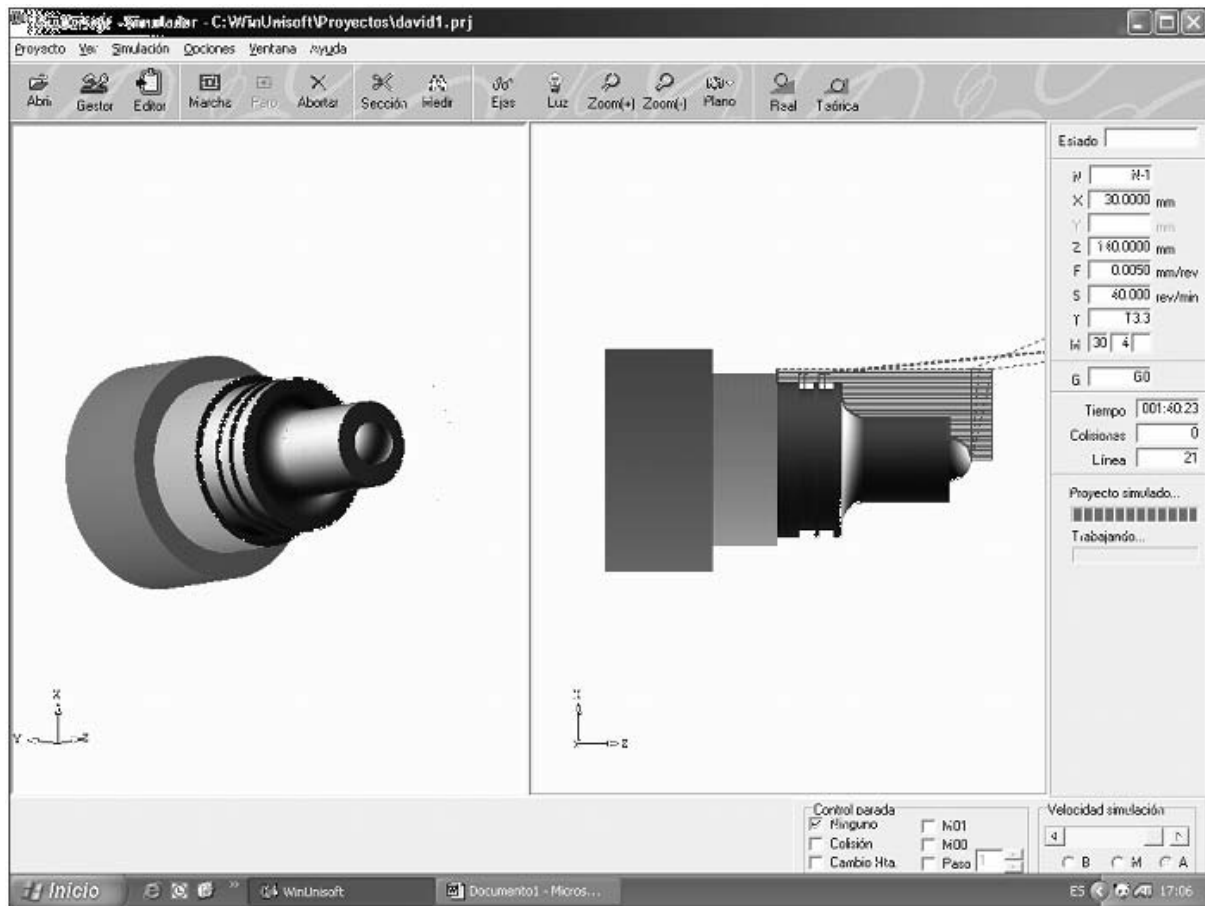 Simulador - C:\WinUnisoft\Proyectos\david1.prj
Proyecto Ver Simulación Opciones Ventana Ayuda
Abrir Gestor Editor Marcha Paro Abortar Sección Medir Ejes Luz Zoom(+) Zoom(-) Plano Real Teórica
Estado
N N-1
X 30.0000 mm
Y mm
Z 140.0000 mm
F 0.0050 mm/rev
S 40.000 rev/min
T T3.3
M 30 4
G G0
Tiempo 001:40:23
Colisiones 0
Línea 21
Proyecto simulado...
Trabajando...
X
Y Z
X
Y Z
Control parada
Ninguno M01
Colisión M00
Cambio Hta. Paso 1
Velocidad simulación
B M A
Inicio » WinUnisoft Documento1 - Micros... ES 17:06